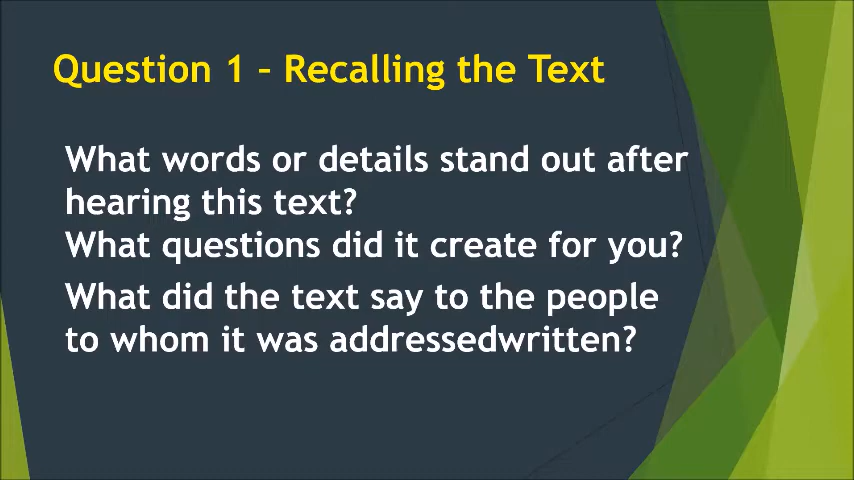 Question 1 – Recalling the Text
What words or details stand out after
hearing this text?
What questions did it create for you?
What did the text say to the people
to whom it was addressedwritten?